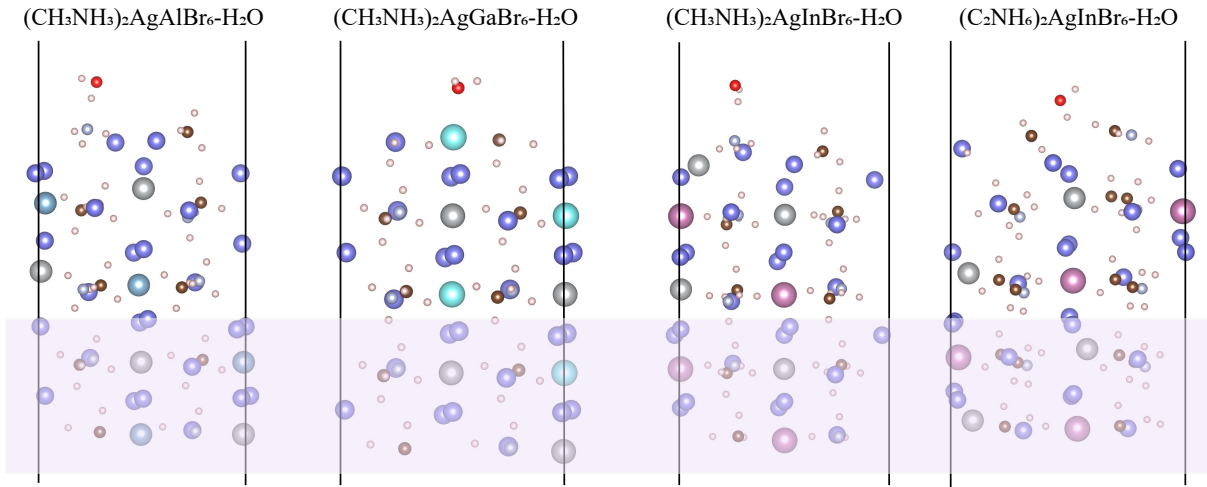 (CH₃NH₃)₂AgAlBr₆-H₂O
(CH₃NH₃)₂AgGaBr₆-H₂O
(CH₃NH₃)₂AgInBr₆-H₂O
(C₂NH₆)₂AgInBr₆-H₂O